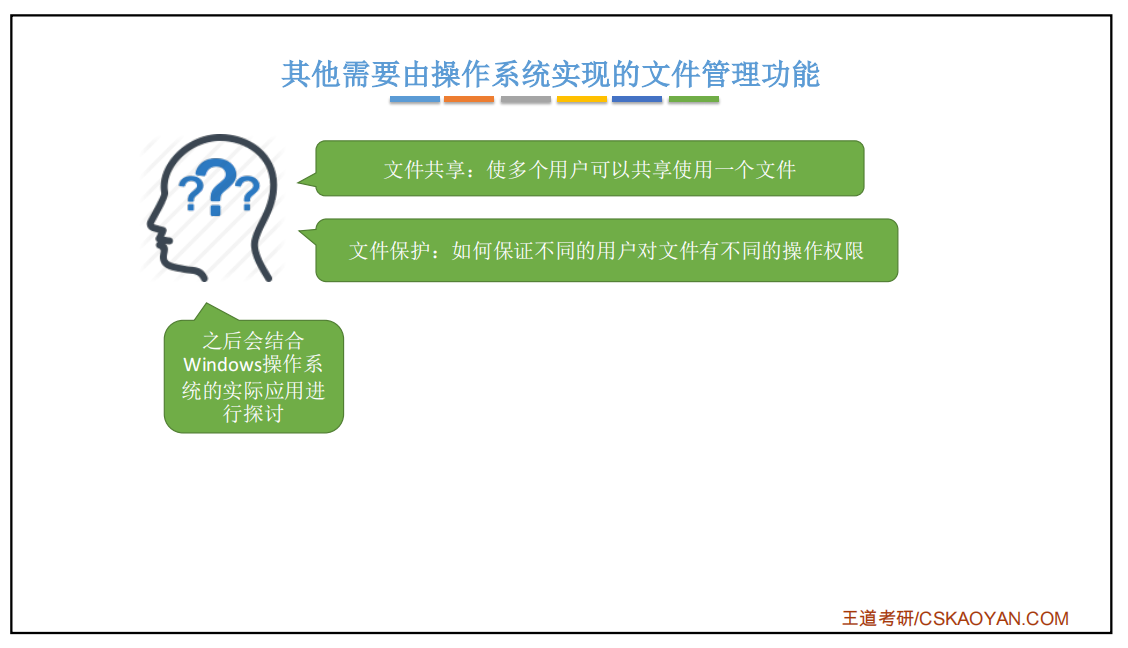 其他需要由操作系统实现的文件管理功能
???
文件共享：使多个用户可以共享使用一个文件
文件保护：如何保证不同的用户对文件有不同的操作权限
之后会结合
Windows操作系
统的实际应用进
行探讨
王道考研/CSKAOYAN.COM